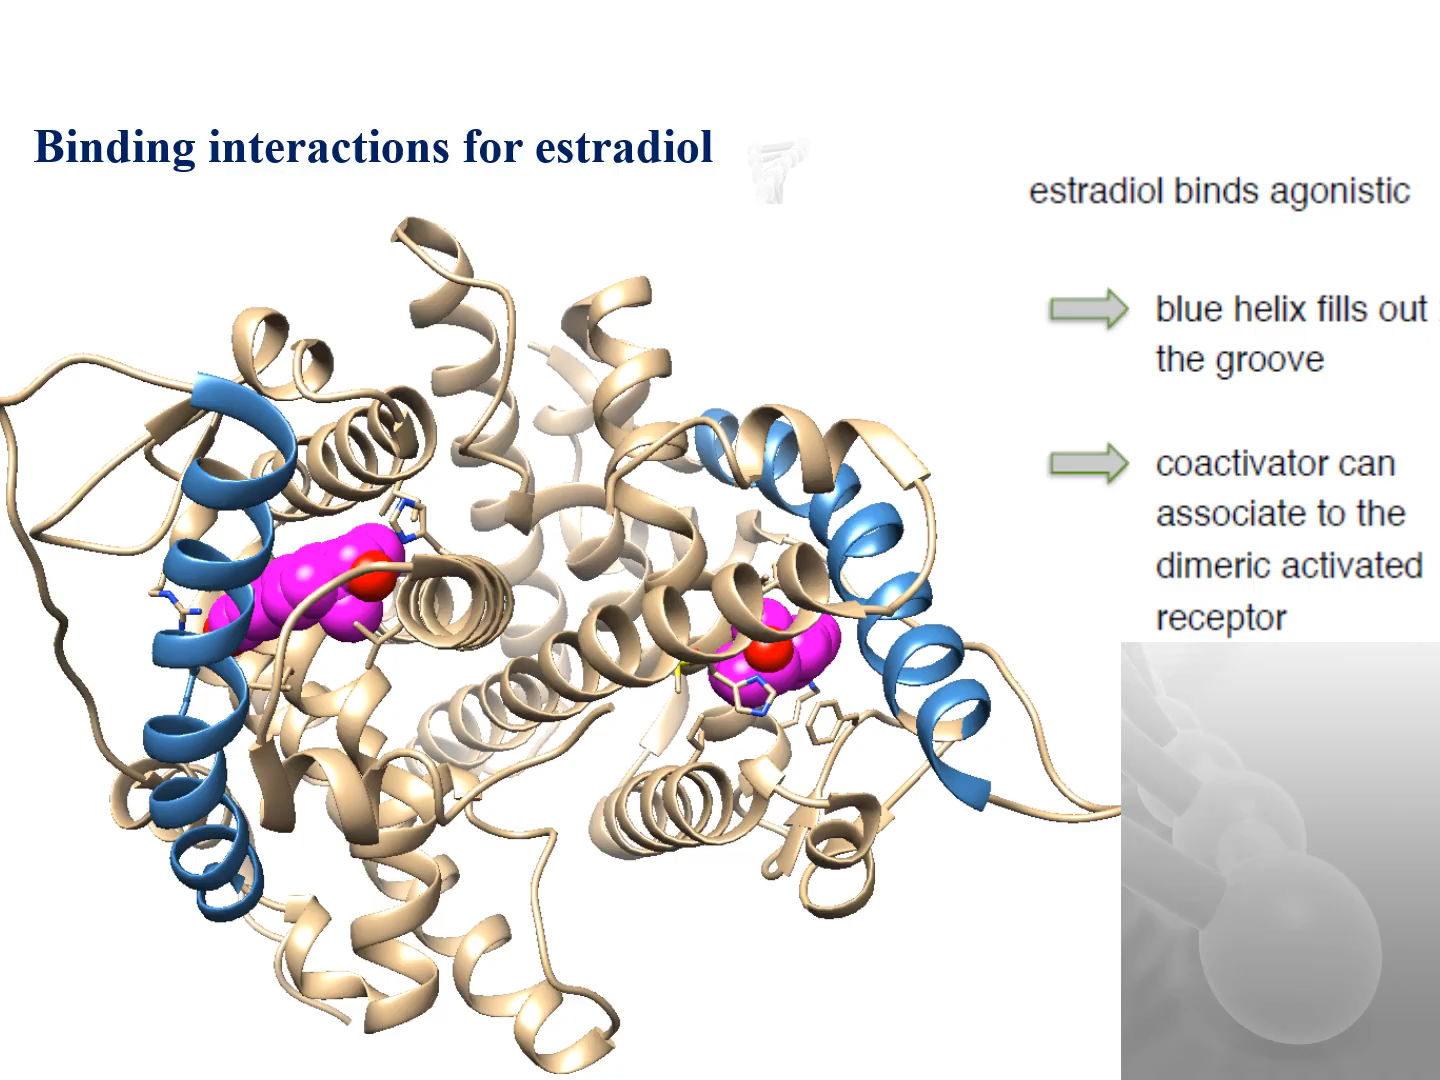 Binding interactions for estradiol
estradiol binds agonistic
blue helix fills out
the groove
coactivator can
associate to the
dimeric activated
receptor